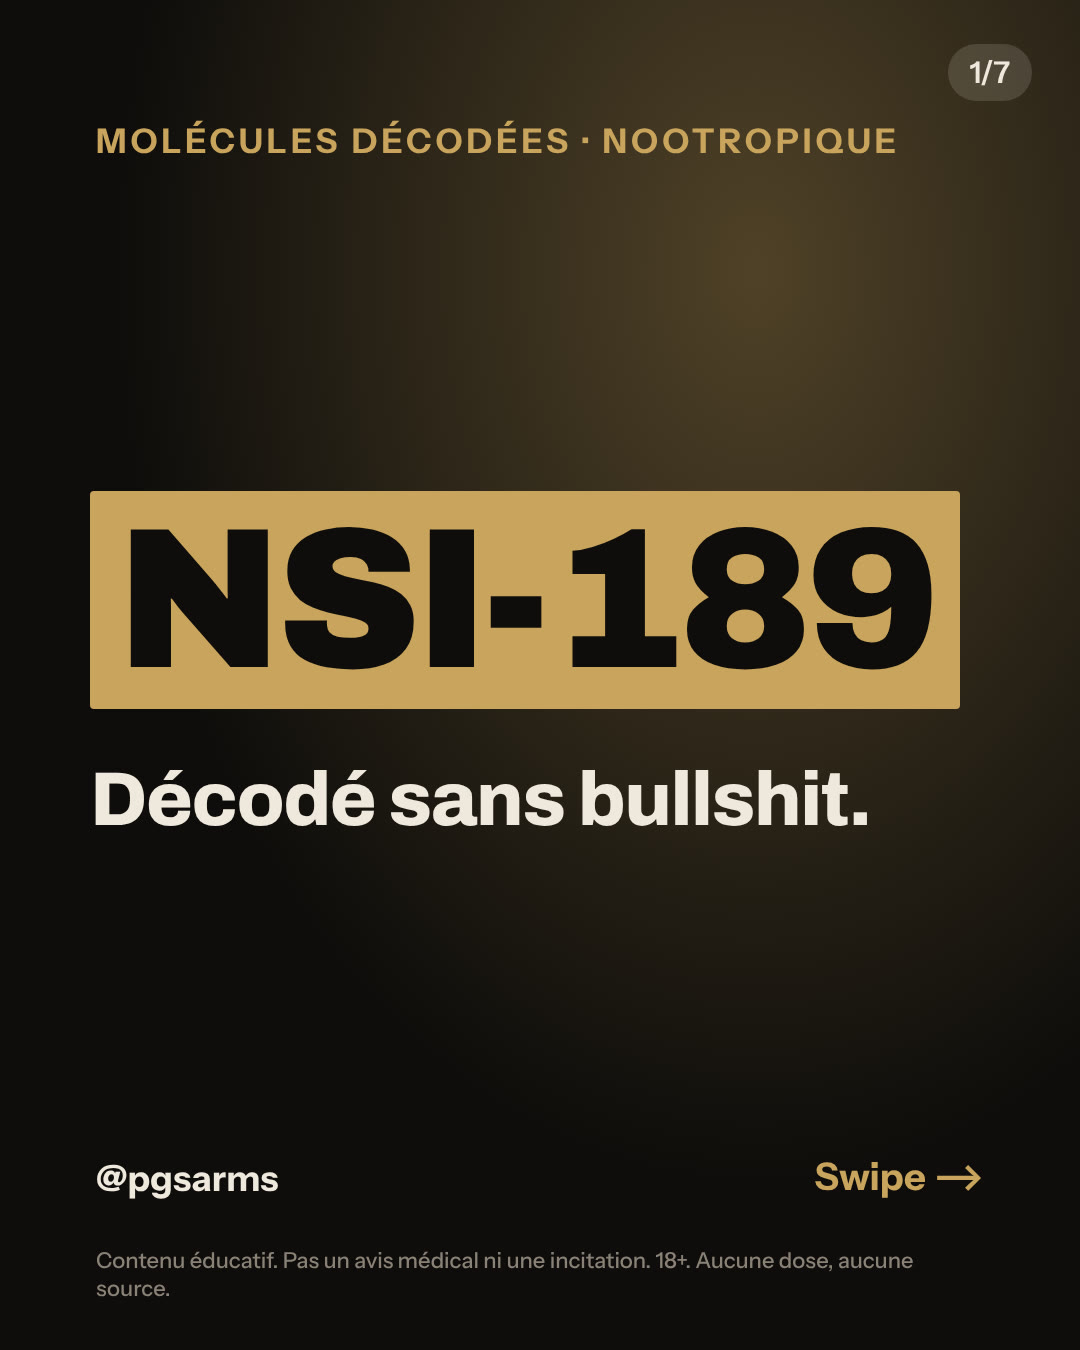 1/7
MOLÉCULES DÉCODÉES · NOOTROPIQUE
NSI-189
Décodé sans bullshit.
@pgsarms
Swipe →
Contenu éducatif. Pas un avis médical ni une incitation. 18+. Aucune dose, aucune
source.